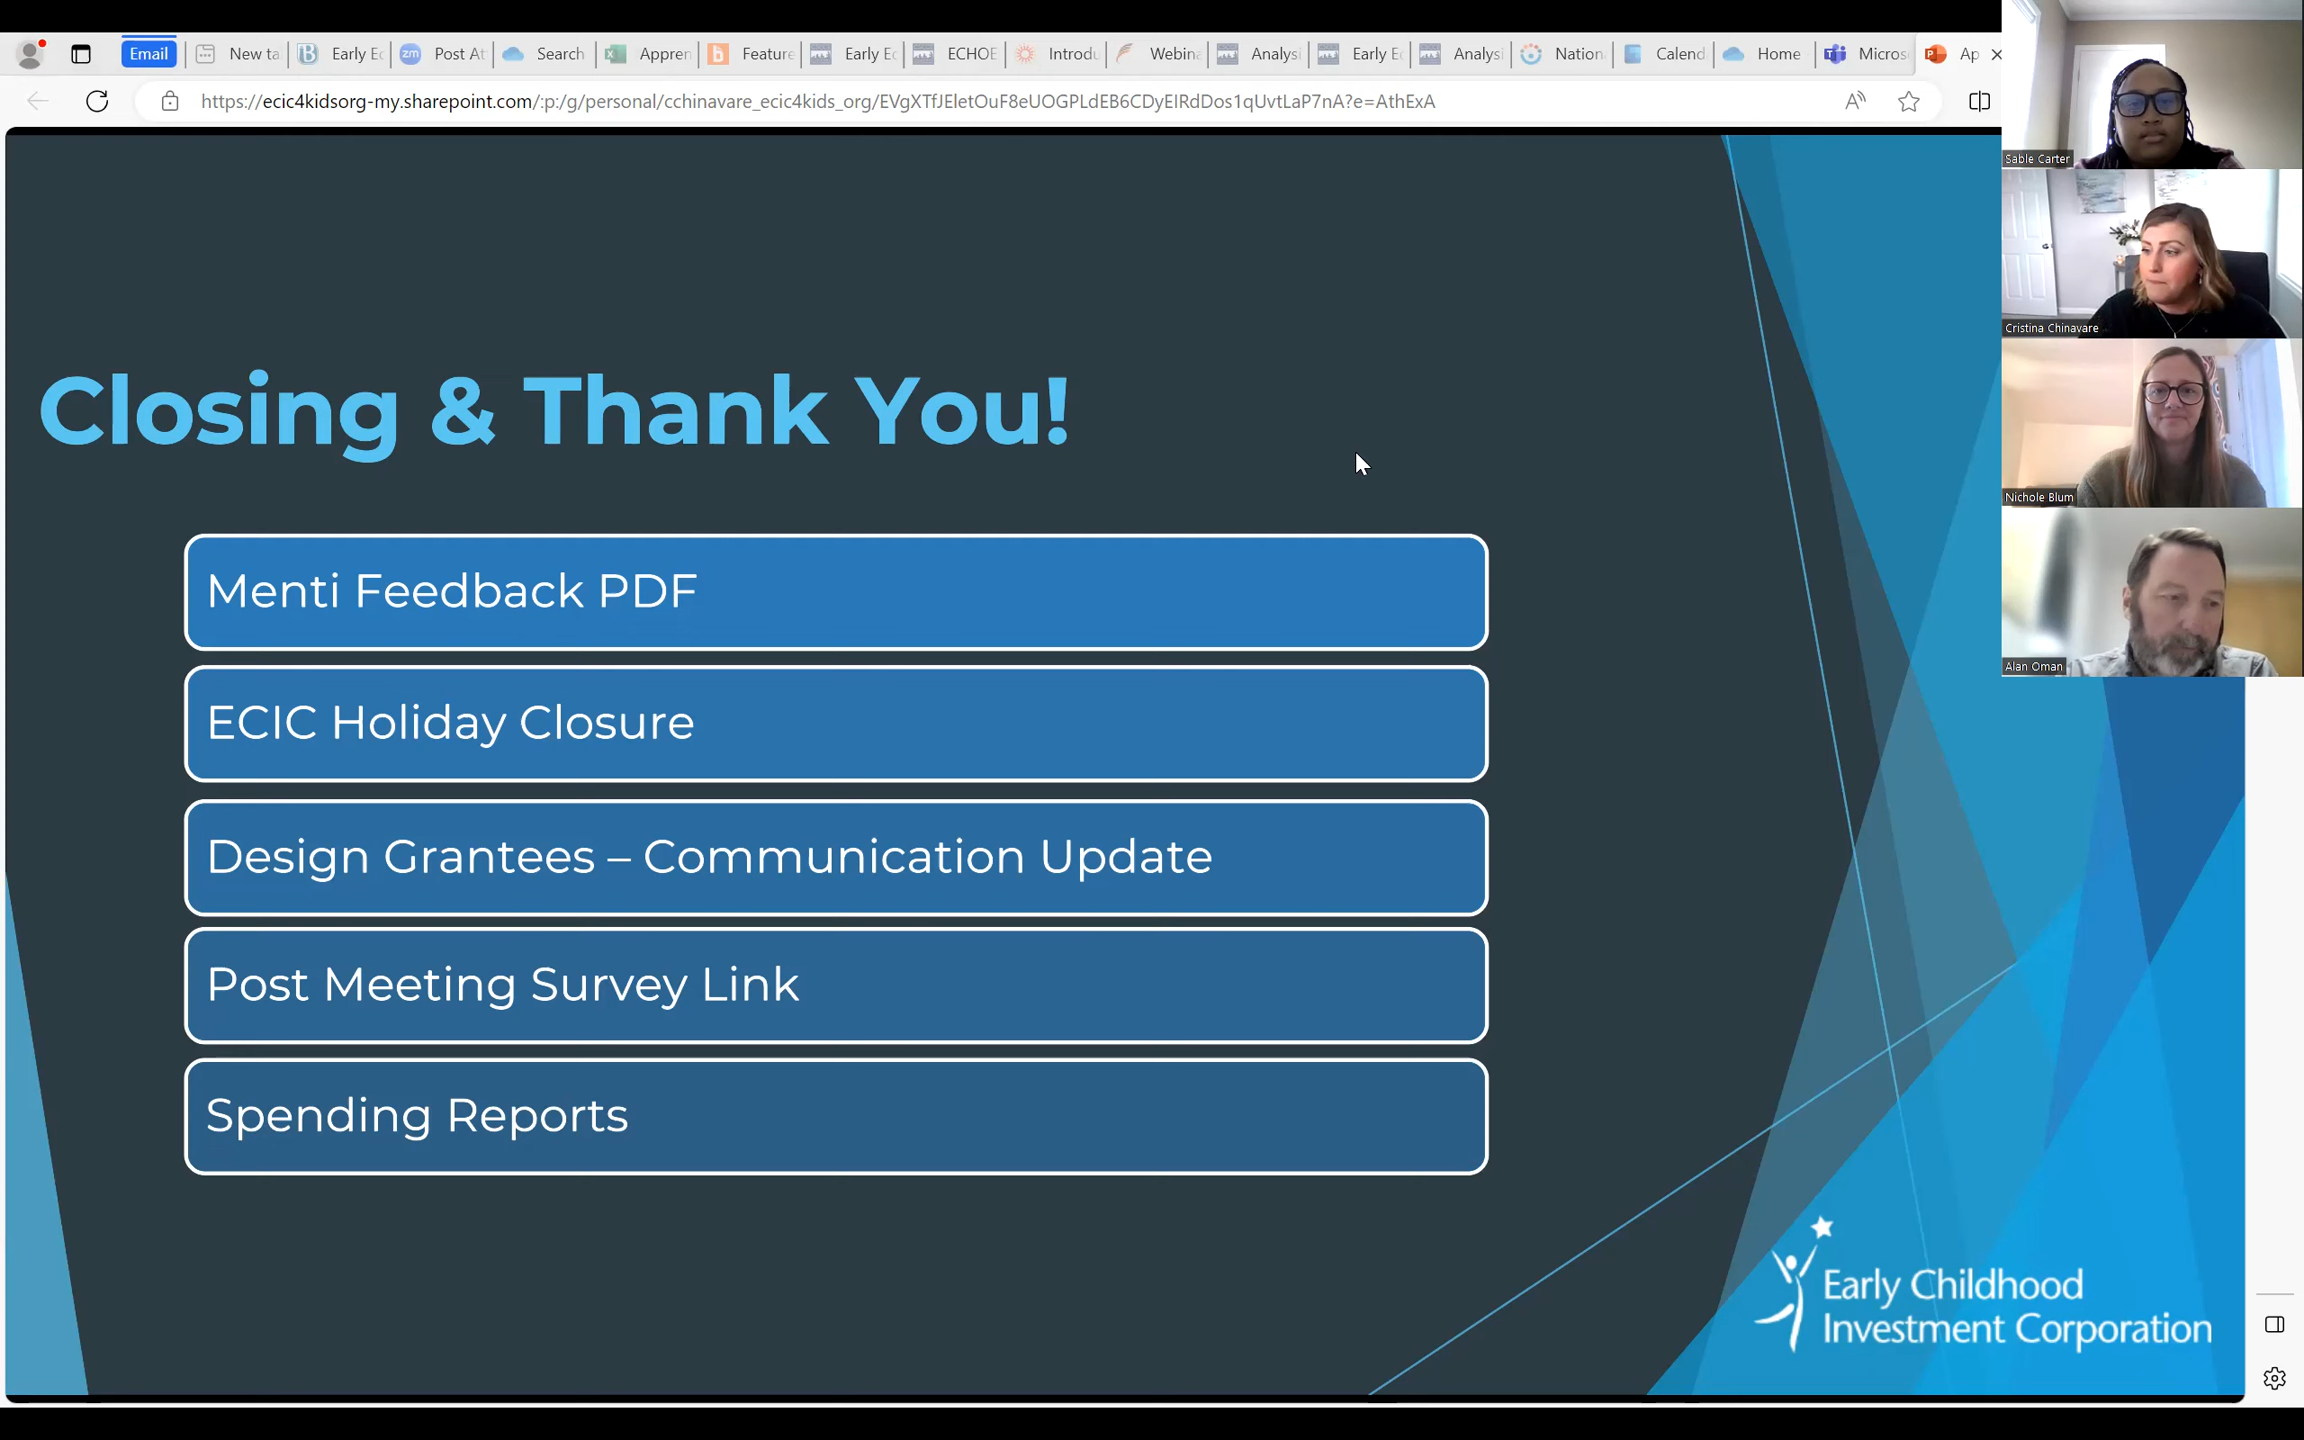 Email
New ta
Early Ec
Post At
Search
Appren
Feature
Early Ec
ECHOE
Introdu
Webina
Analysi
Early Ec
Analysi
Nation
Calend
Home
Micros
Ap
https://ecic4kidsorg-my.sharepoint.com/:p:/g/personal/cchinavare_ecic4kids_org/EVgXTfJEletOuF8eUOGPLdEB6CDyEIRdDos1qUvtLaP7nA?e=AthExA
Sable Carter
Cristina Chinavare
Nichole Blum
Alan Oman
Closing & Thank You!
Menti Feedback PDF
ECIC Holiday Closure
Design Grantees – Communication Update
Post Meeting Survey Link
Spending Reports
Early Childhood
Investment Corporation